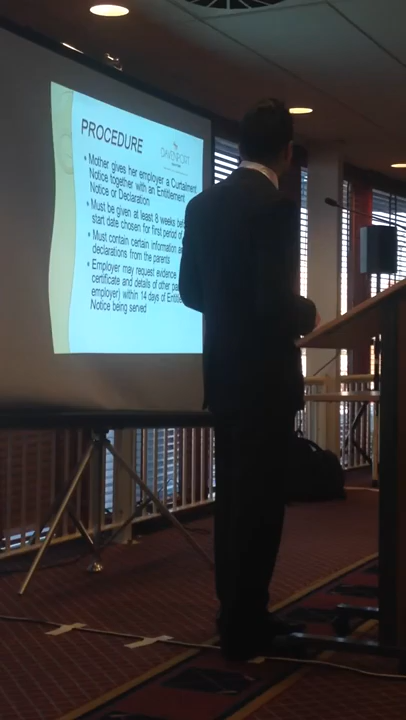 PROCEDURE
DAVENPORT
• Mother gives her employer a Curtailment
Notice together with an Entitlement
Notice or Declaration
• Must be given at least 8 weeks
start date chosen for first period of
• Must contain certain information
declarations from the parents
• Employer may request evidence
certificate and details of other
employer) within 14 days of
Notice being served